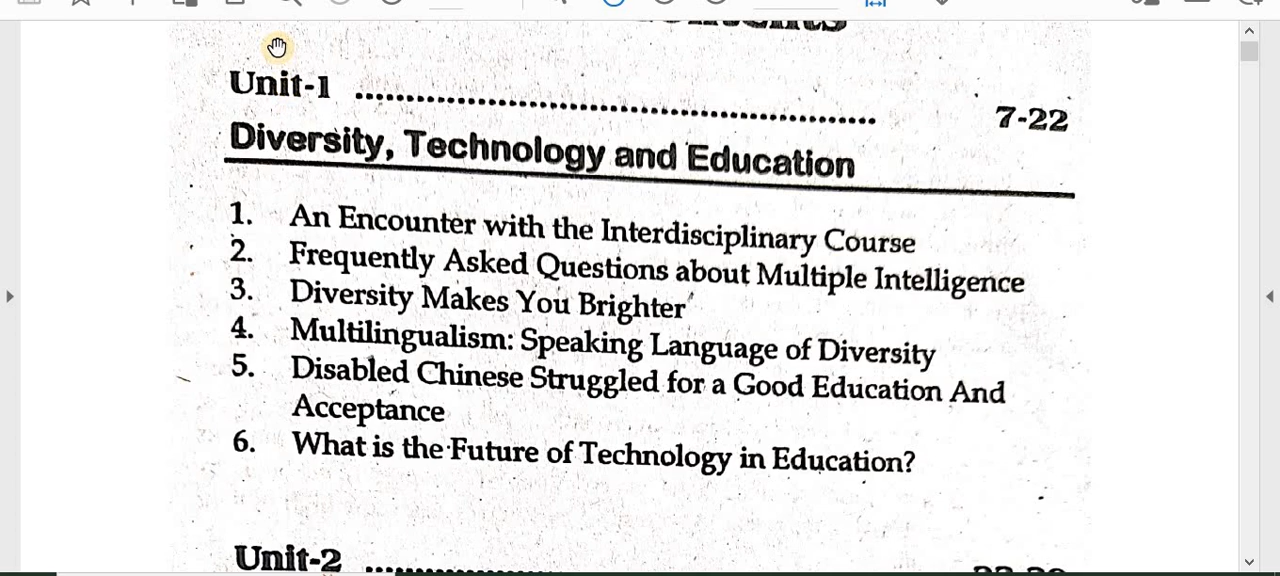 Unit-1 ........................................................ 7-22
Diversity, Technology and Education
1. An Encounter with the Interdisciplinary Course
2. Frequently Asked Questions about Multiple Intelligence
3. Diversity Makes You Brighter
4. Multilingualism: Speaking Language of Diversity
5. Disabled Chinese Struggled for a Good Education And
Acceptance
6. What is the Future of Technology in Education?
Unit-2 ......................